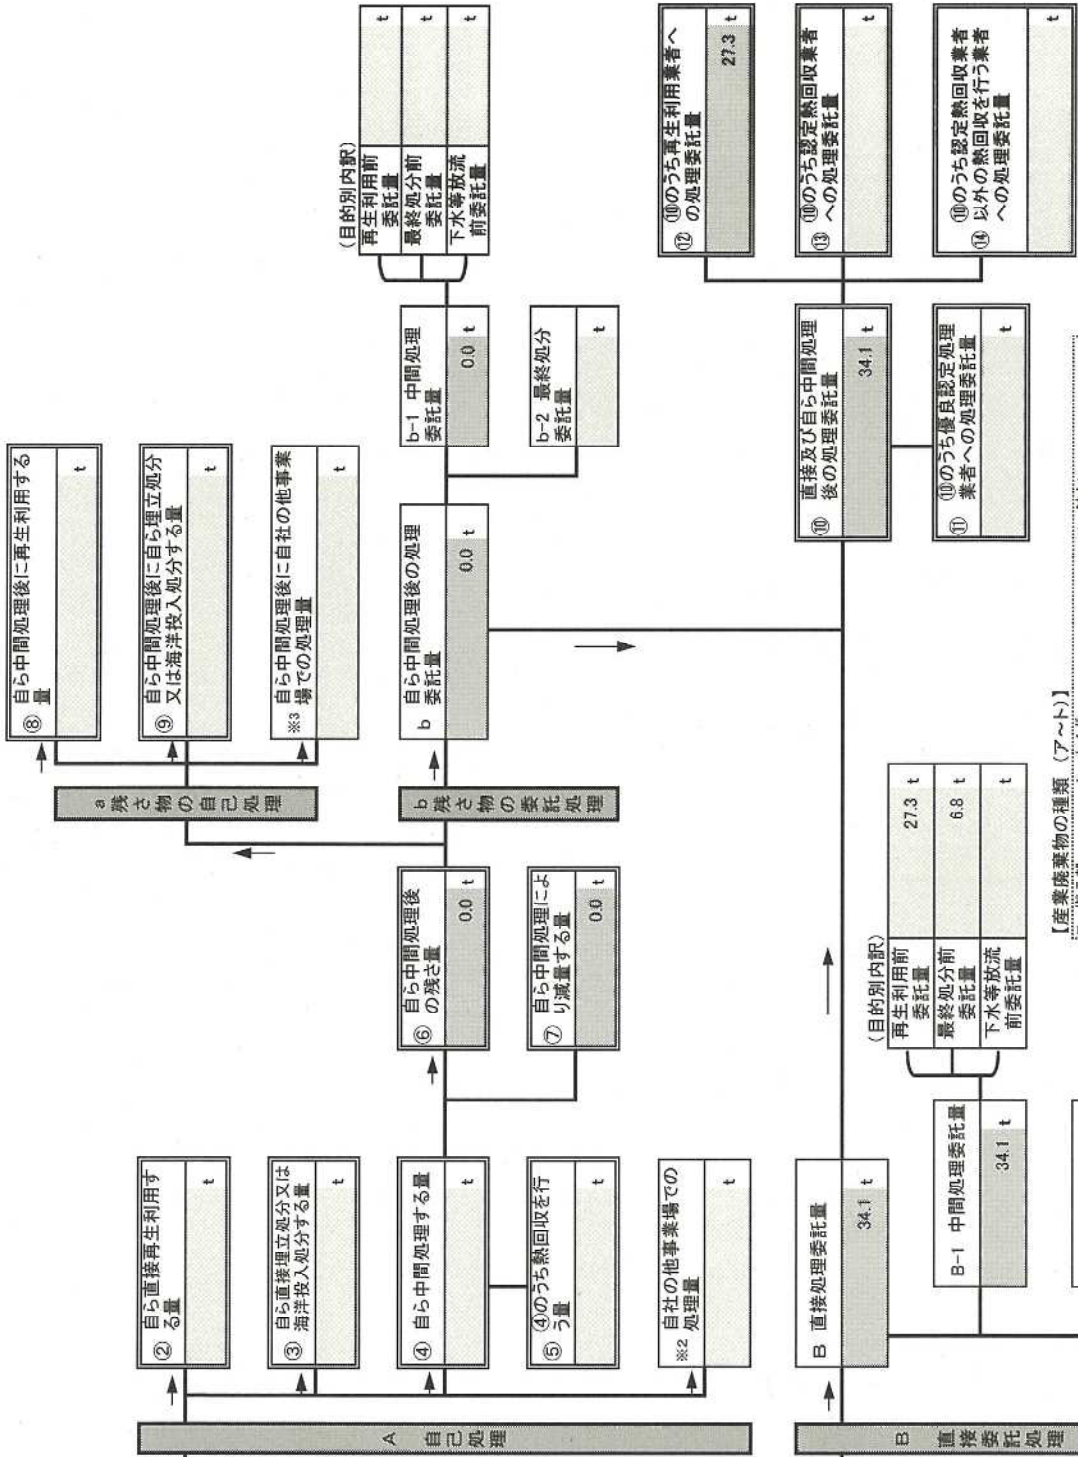 A 自己処理
② 自ら直接再生利用す
る量
t
③ 自ら直接埋立処分又は
海洋投入処分する量
t
④ 自ら中間処理する量
t
⑤ ④のうち熱回収を行
う量
t
※2 自社の他事業場での
処理量
t
⑥ 自ら中間処理後
の残さ量
0.0 t
⑦ 自ら中間処理によ
り減量する量
0.0 t
a 残さ物の自己処理
⑧ 自ら中間処理後に再生利用する
量
t
⑨ 自ら中間処理後に自ら埋立処分
又は海洋投入処分する量
t
※3 自ら中間処理後に自社の他事業
場での処理量
t
b 残さ物の委託処理
b 自ら中間処理後の処理
委託量
0.0 t
b-1 中間処理
委託量
0.0 t
b-2 最終処分
委託量
t
(目的別内訳)
再生利用前
委託量
t
最終処分前
委託量
t
下水等放流
前委託量
t
B 直接委託処理
B 直接処理委託量
34.1 t
B-1 中間処理委託量
34.1 t
(目的別内訳)
再生利用前
委託量
27.3 t
最終処分前
委託量
6.8 t
下水等放流
前委託量
t
⑩ 直接及び自ら中間処理
後の処理委託量
34.1 t
⑪ ⑩のうち優良認定処理
業者への処理委託量
t
⑫ ⑩のうち再生利用業者へ
の処理委託量
27.3 t
⑬ ⑩のうち認定熱回収業者
への処理委託量
t
⑭ ⑩のうち認定熱回収業者
以外の熱回収を行う業者
への処理委託量
t
【産業廃棄物の種類 (ア~ト)】